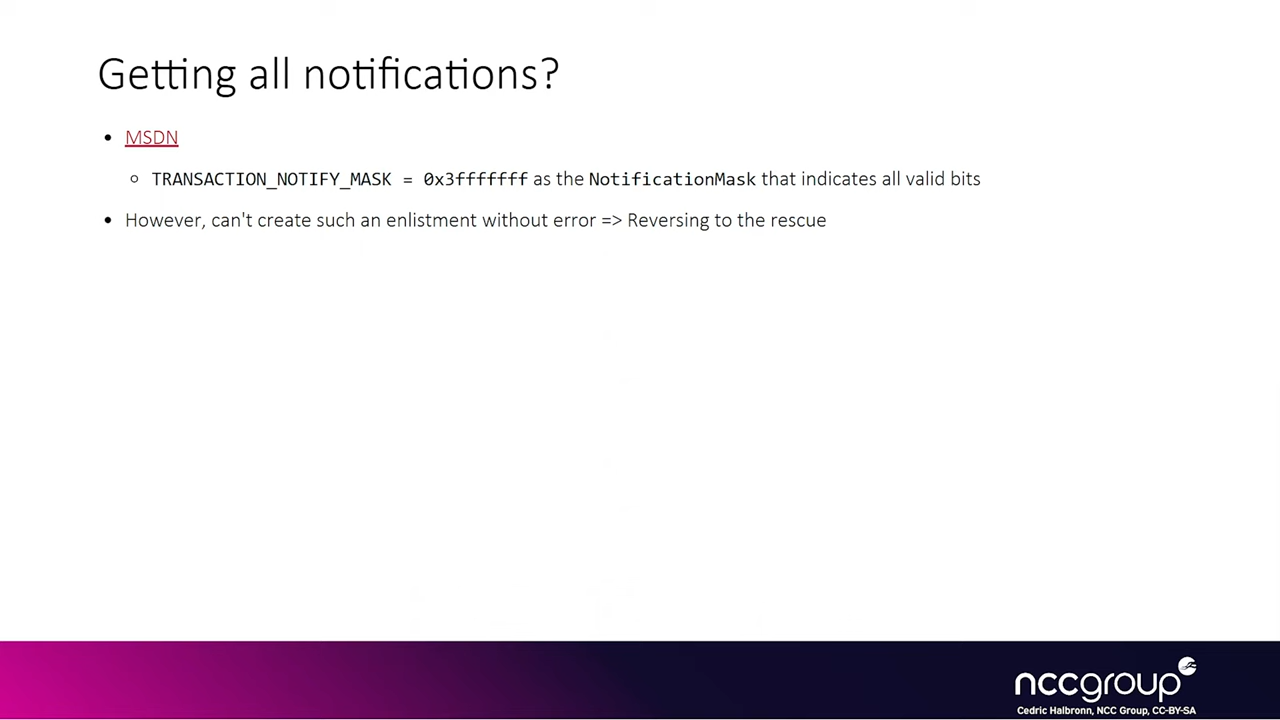 Getting all notifications?
• MSDN
○ TRANSACTION_NOTIFY_MASK = 0x3fffffff as the NotificationMask that indicates all valid bits
• However, can't create such an enlistment without error => Reversing to the rescue
nccgroup
Cedric Halbronn, NCC Group, CC-BY-SA